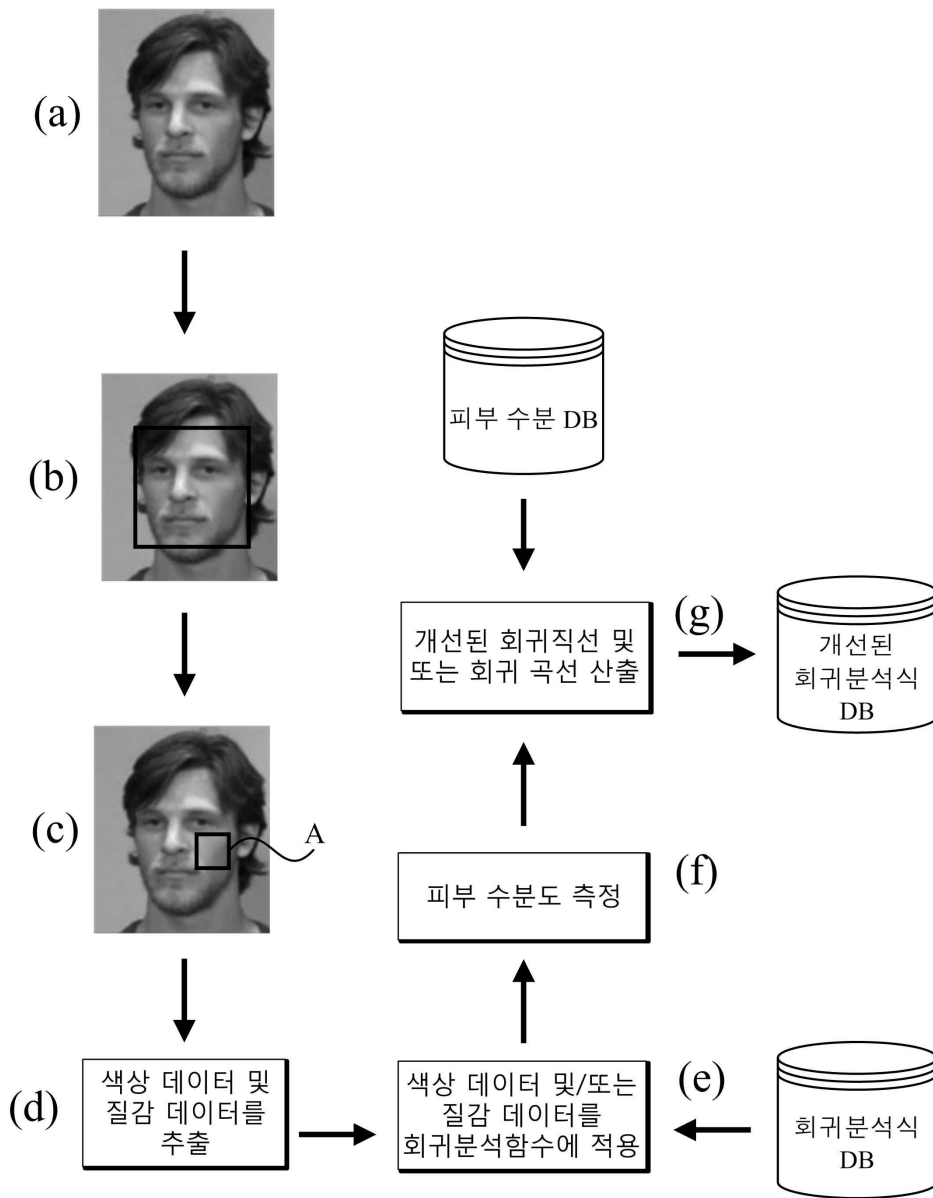 (a)
(b)
(c)
A
(d)
색상 데이터 및
질감 데이터를
추출
색상 데이터 및/또는
질감 데이터를
회귀분석함수에 적용
(e)
회귀분석식
DB
피부 수분도 측정
(f)
피부 수분 DB
개선된 회귀직선 및
또는 회귀 곡선 산출
(g)
개선된
회귀분석식
DB